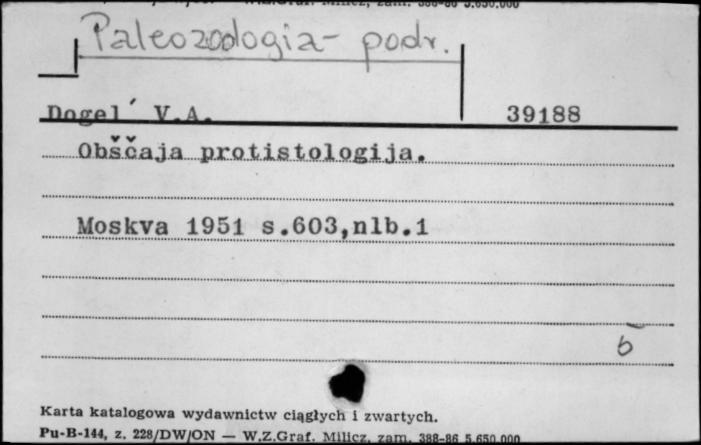 Paleozoologia - podr.
Dogel´ V.A. 39188
Obščaja protistologija.
Moskva 1951 s.603,nlb.1
Karta katalogowa wydawnictw ciągłych i zwartych.
Pu-B-144, z. 228/DW/ON — W.Z.Graf. Milicz, zam. 388-86 5.650.000